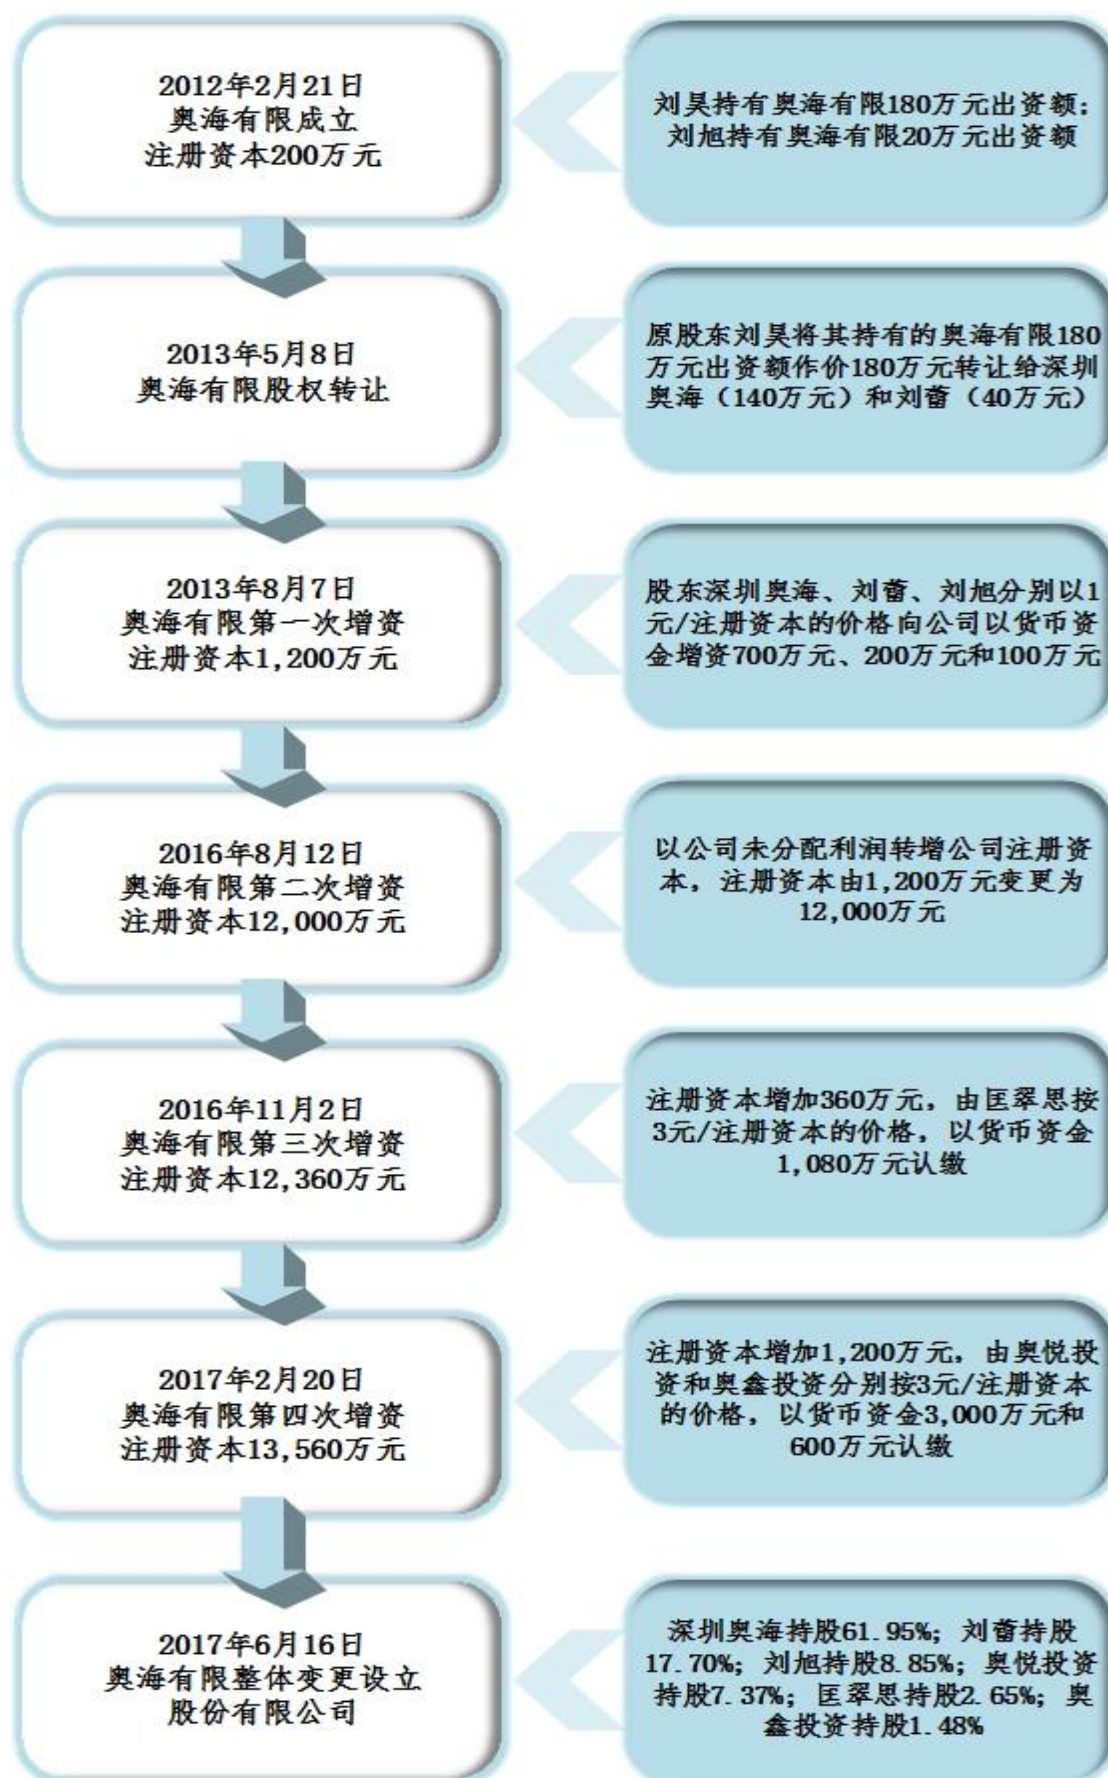 2012年2月21日
奥海有限成立
注册资本200万元
刘昊持有奥海有限180万元出资额；
刘旭持有奥海有限20万元出资额
2013年5月8日
奥海有限股权转让
原股东刘昊将其持有的奥海有限180
万元出资额作价180万元转让给深圳
奥海（140万元）和刘蕾（40万元）
2013年8月7日
奥海有限第一次增资
注册资本1,200万元
股东深圳奥海、刘蕾、刘旭分别以1
元/注册资本的价格向公司以货币资
金增资700万元、200万元和100万元
2016年8月12日
奥海有限第二次增资
注册资本12,000万元
以公司未分配利润转增公司注册资
本，注册资本由1,200万元变更为
12,000万元
2016年11月2日
奥海有限第三次增资
注册资本12,360万元
注册资本增加360万元，由匡翠思按
3元/注册资本的价格，以货币资金
1,080万元认缴
2017年2月20日
奥海有限第四次增资
注册资本13,560万元
注册资本增加1,200万元，由奥悦投
资和奥鑫投资分别按3元/注册资本
的价格，以货币资金3,000万元和
600万元认缴
2017年6月16日
奥海有限整体变更设立
股份有限公司
深圳奥海持股61.95%；刘蕾持股
17.70%；刘旭持股8.85%；奥悦投资
持股7.37%；匡翠思持股2.65%；奥
鑫投资持股1.48%